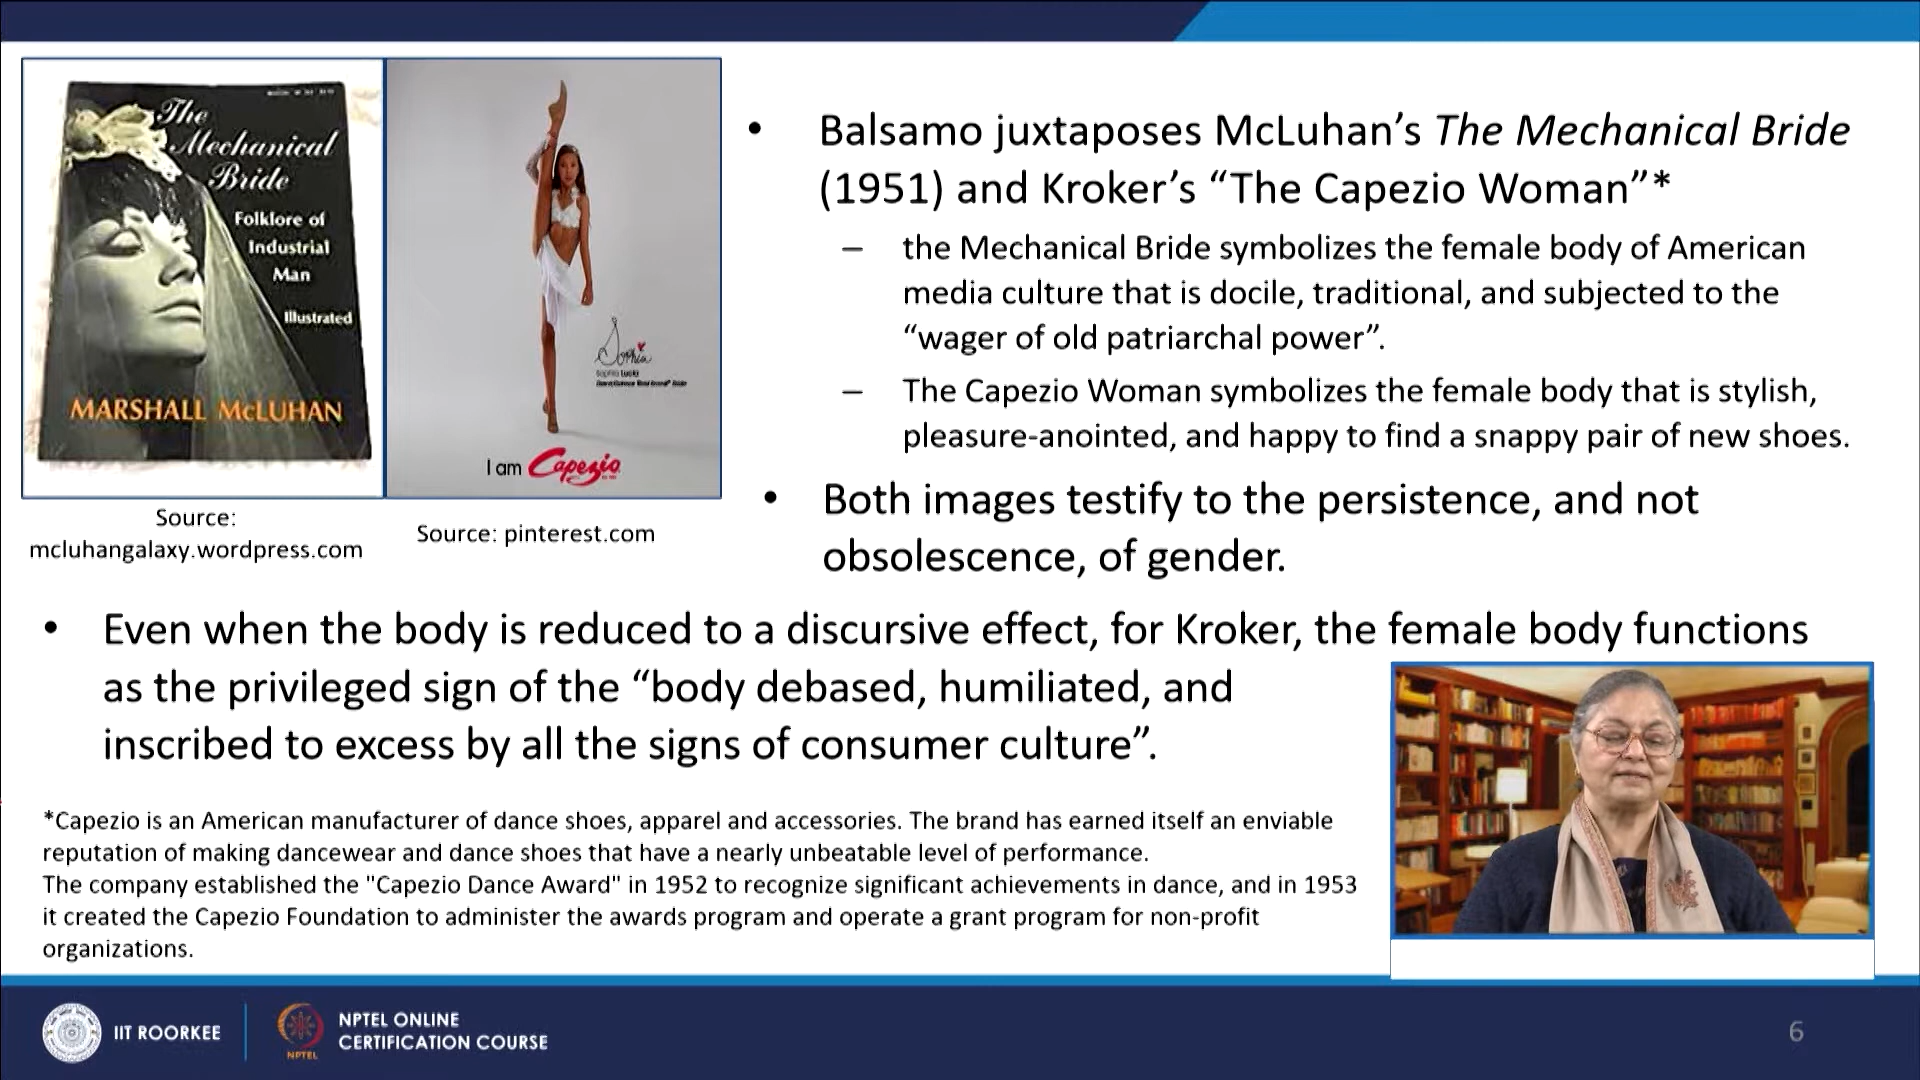 The
Mechanical
Bride
Folklore of
Industrial
Man
Illustrated
MARSHALL McLUHAN
Sophia
Sophia Lucia
I am Capezio
Source:
mcluhangalaxy.wordpress.com
Source: pinterest.com
• Balsamo juxtaposes McLuhan’s The Mechanical Bride
(1951) and Kroker’s “The Capezio Woman”*
– the Mechanical Bride symbolizes the female body of American
media culture that is docile, traditional, and subjected to the
“wager of old patriarchal power”.
– The Capezio Woman symbolizes the female body that is stylish,
pleasure-anointed, and happy to find a snappy pair of new shoes.
• Both images testify to the persistence, and not
obsolescence, of gender.
• Even when the body is reduced to a discursive effect, for Kroker, the female body functions
as the privileged sign of the “body debased, humiliated, and
inscribed to excess by all the signs of consumer culture”.
*Capezio is an American manufacturer of dance shoes, apparel and accessories. The brand has earned itself an enviable
reputation of making dancewear and dance shoes that have a nearly unbeatable level of performance.
The company established the "Capezio Dance Award" in 1952 to recognize significant achievements in dance, and in 1953
it created the Capezio Foundation to administer the awards program and operate a grant program for non-profit
organizations.
IIT ROORKEE
NPTEL
NPTEL ONLINE
CERTIFICATION COURSE
6